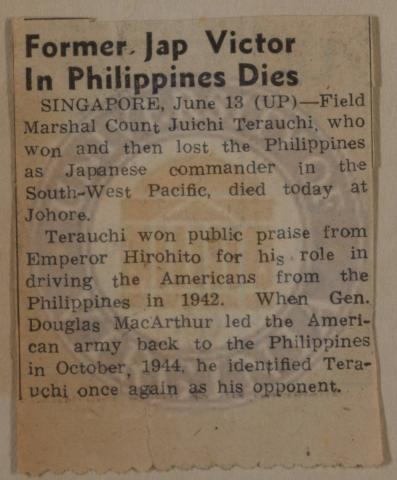 Former Jap Victor
In Philippines Dies
SINGAPORE, June 13 (UP)—Field
Marshal Count Juichi Terauchi, who
won and then lost the Philippines
as Japanese commander in the
South-West Pacific, died today at
Johore.
Terauchi won public praise from
Emperor Hirohito for his role in
driving the Americans from the
Philippines in 1942. When Gen.
Douglas MacArthur led the Ameri-
can army back to the Philippines
in October, 1944, he identified Tera-
uchi once again as his opponent.